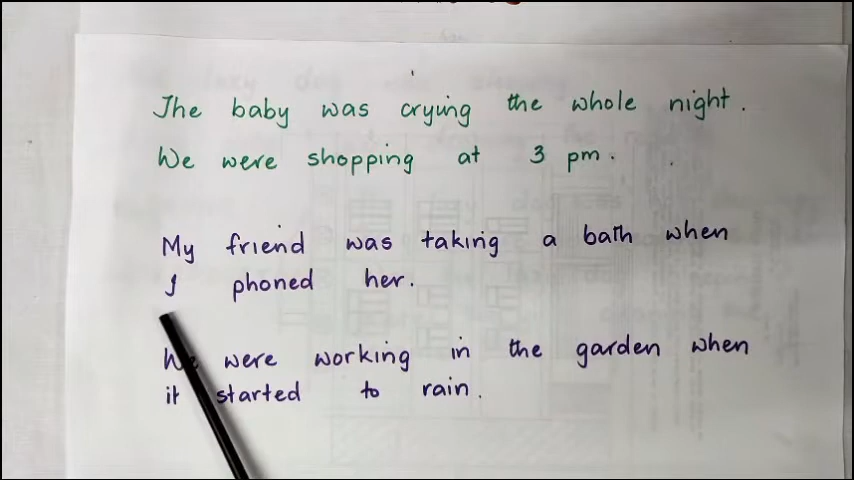 The baby was crying the whole night.
We were shopping at 3 pm.
My friend was taking a bath when
I phoned her.
We were working in the garden when
it started to rain.